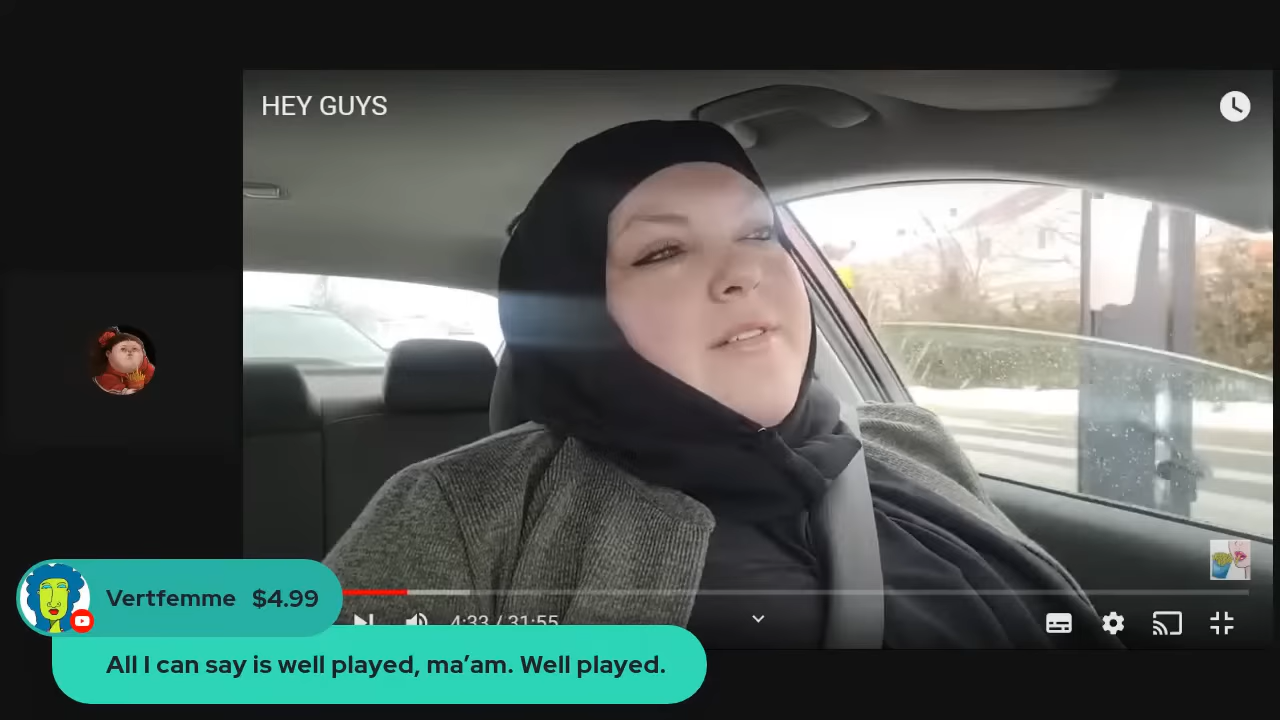 HEY GUYS
Vertfemme $4.99
4:33 / 31:55
All I can say is well played, ma’am. Well played.